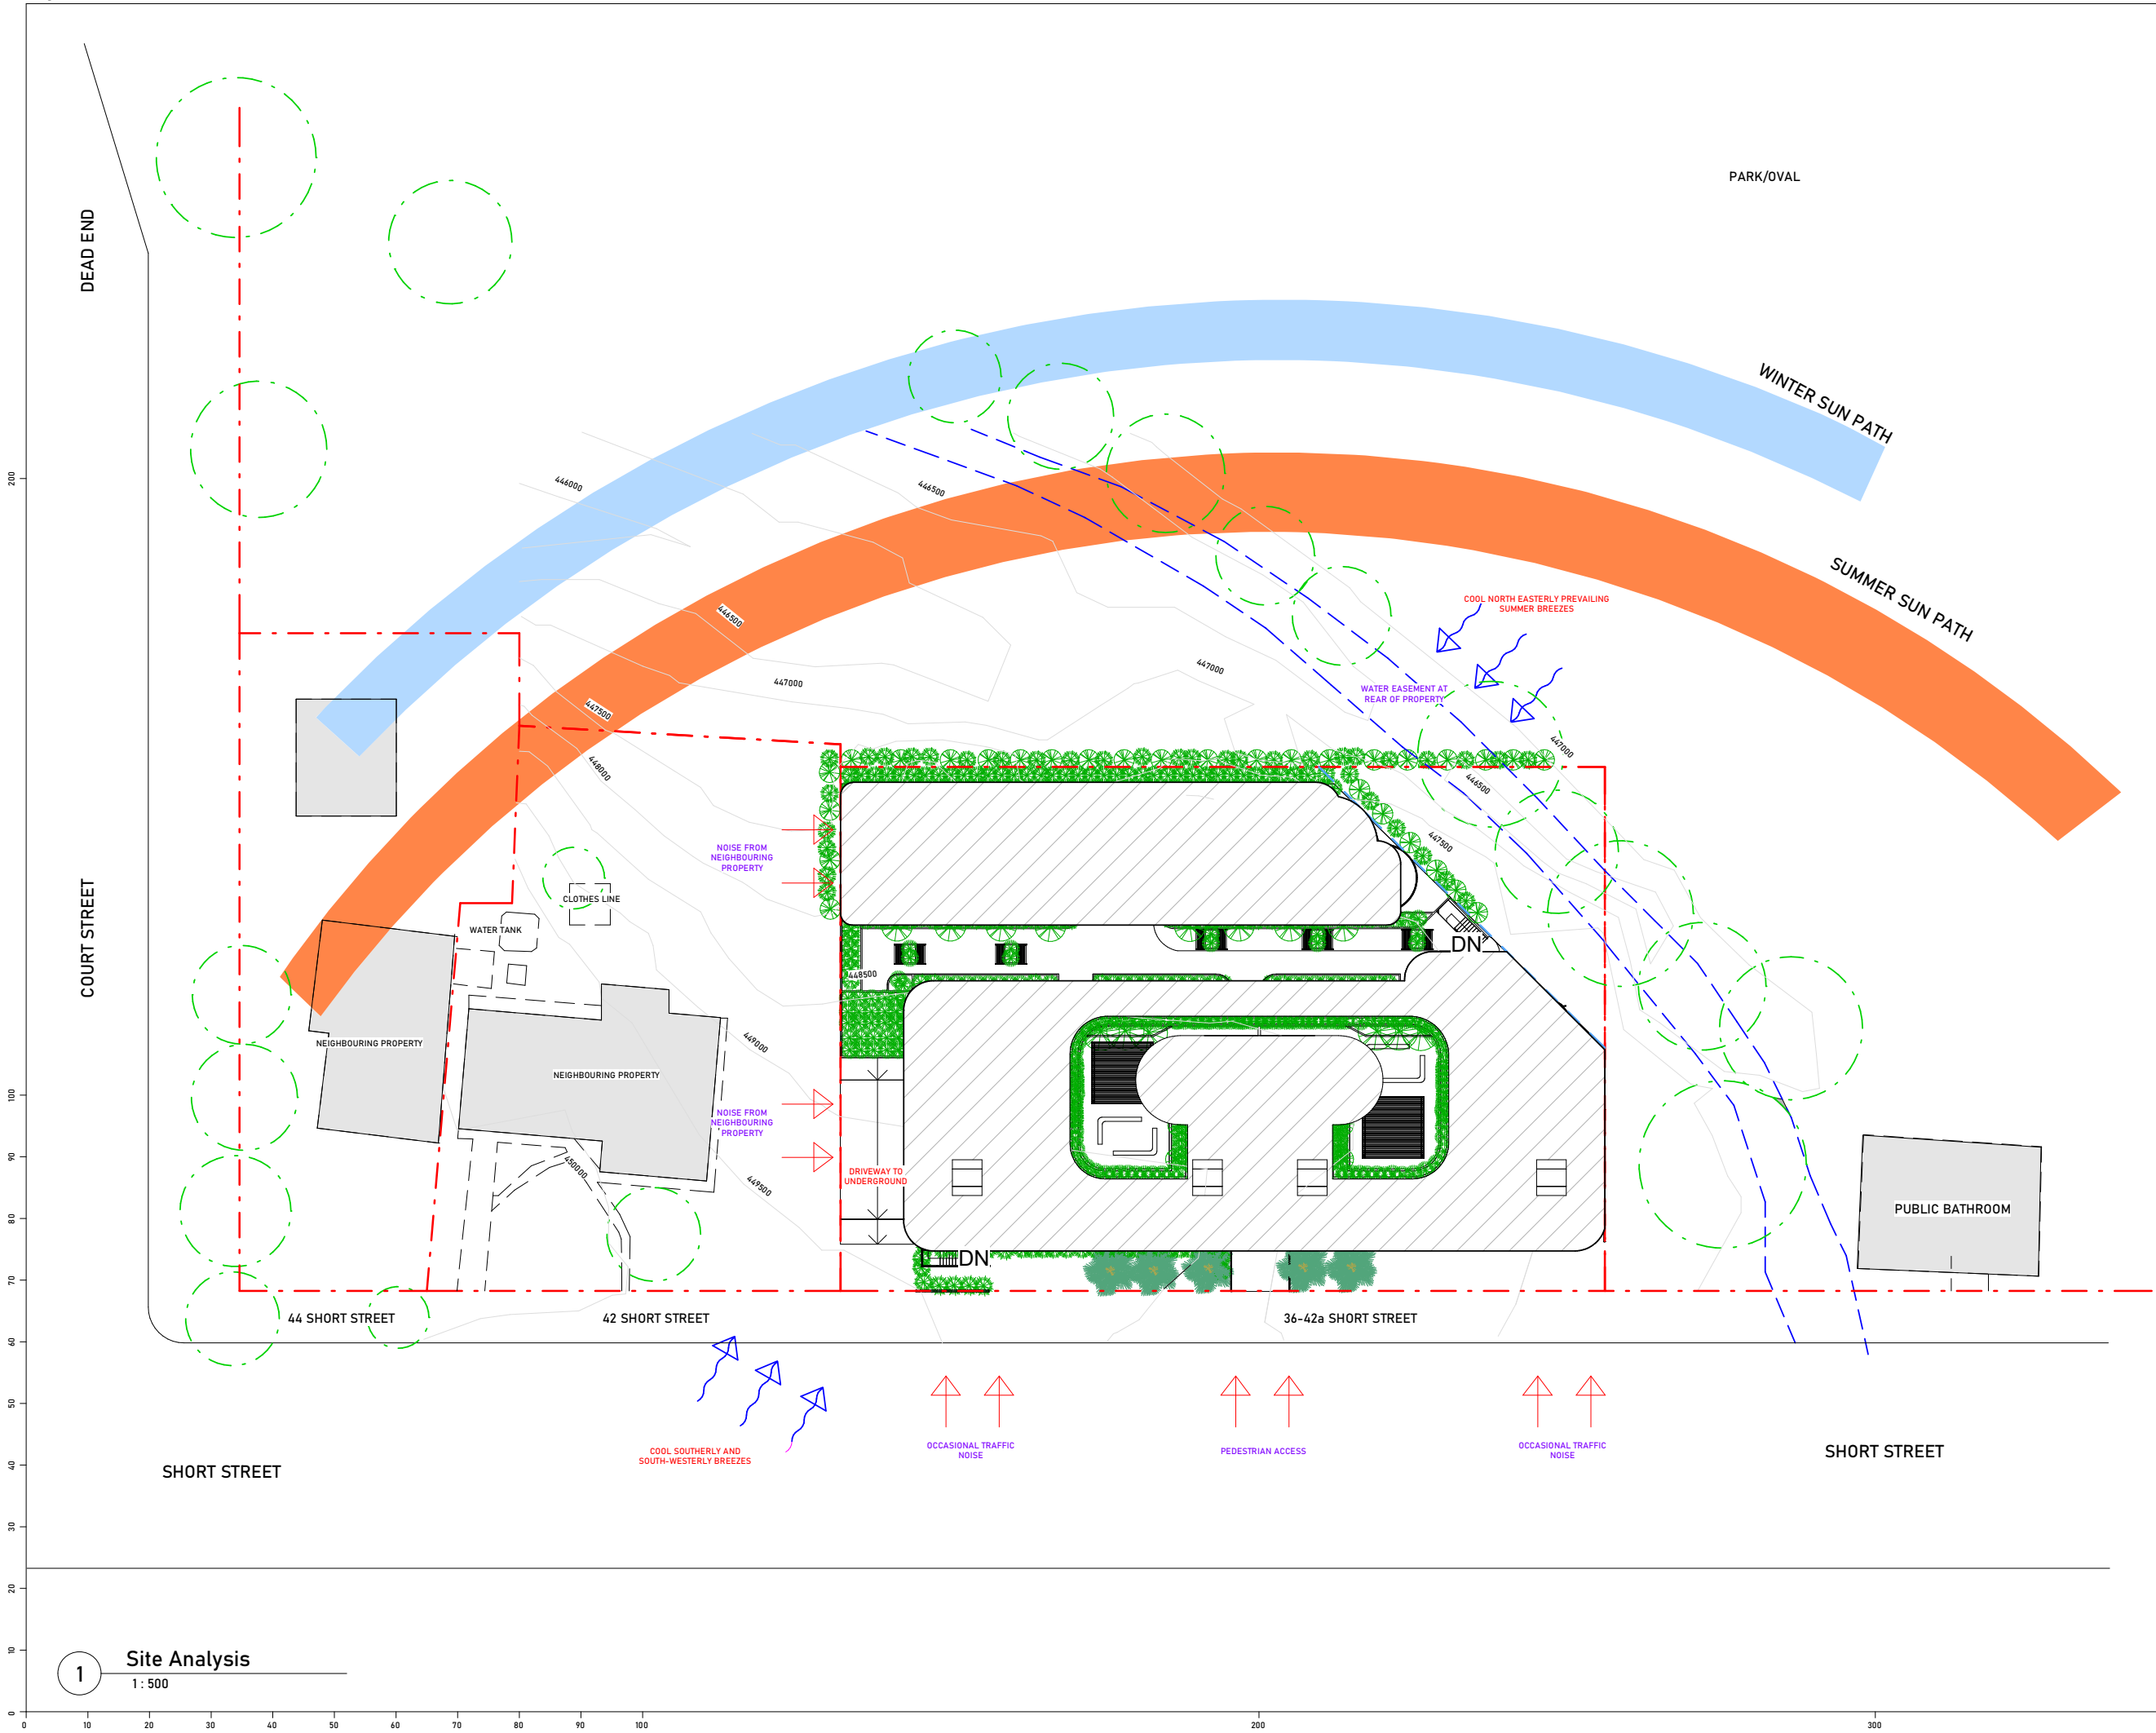 PARK/OVAL
DEAD END
WINTER SUN PATH
200
446000
446500
SUMMER SUN PATH
COOL NORTH EASTERLY PREVAILING
SUMMER BREEZES
446500
447000
447000
WATER EASEMENT AT
REAR OF PROPERTY
447500
447000
448000
446500
447500
NOISE FROM
NEIGHBOURING
PROPERTY
CLOTHES LINE
WATER TANK
COURT STREET
DN
448500
NEIGHBOURING PROPERTY
449000
NEIGHBOURING PROPERTY
100
NOISE FROM
NEIGHBOURING
PROPERTY
90
450000
DRIVEWAY TO
UNDERGROUND
449500
80
PUBLIC BATHROOM
DN
70
44 SHORT STREET
42 SHORT STREET
36-42a SHORT STREET
60
50
COOL SOUTHERLY AND
SOUTH-WESTERLY BREEZES
OCCASIONAL TRAFFIC
NOISE
PEDESTRIAN ACCESS
OCCASIONAL TRAFFIC
NOISE
SHORT STREET
SHORT STREET
40
30
20
10
0
1
Site Analysis
1 : 500
0
10
20
30
40
50
60
70
80
90
100
200
300